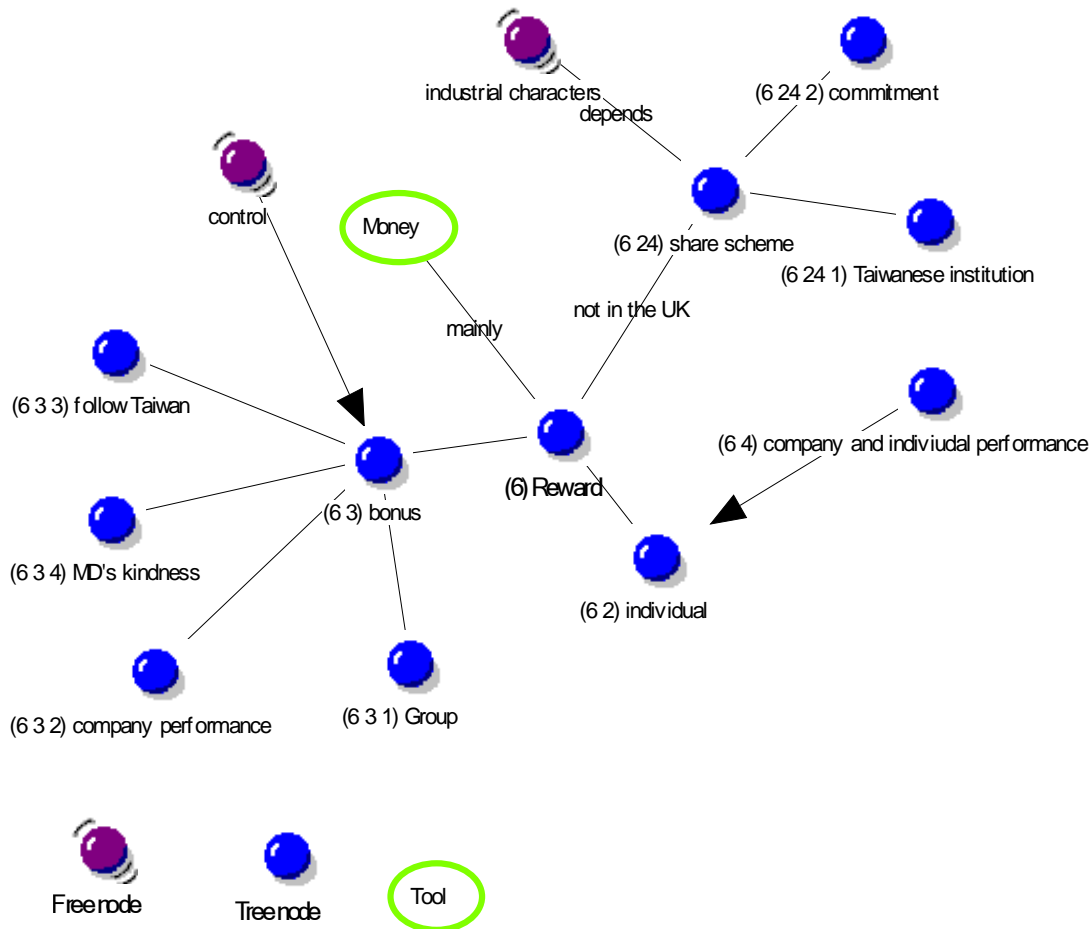 industrial characters
(6 24 2) commitment
depends
control
Money
(6 24) share scheme
(6 24 1) Taiwanese institution
not in the UK
mainly
(6 3 3) follow Taiwan
(6 4) company and indiviudal performance
(6) Reward
(6 3) bonus
(6 3 4) MD's kindness
(6 2) individual
(6 3 2) company performance
(6 3 1) Group
Free node
Tree node
Tool